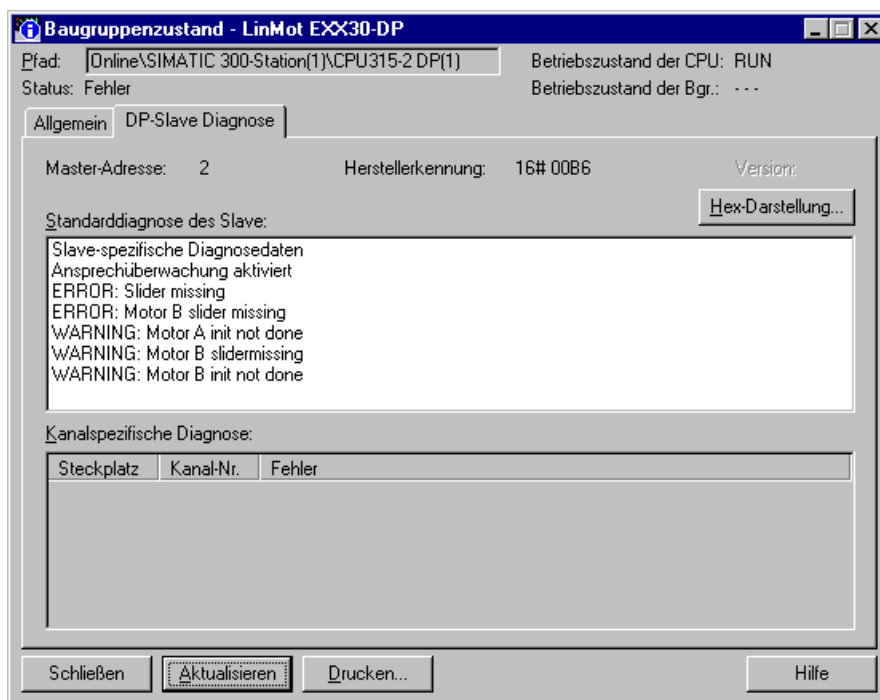 Baugruppenzustand - LinMot EXX30-DP
Pfad: Online\SIMATIC 300-Station(1)\CPU315-2 DP(1) Betriebszustand der CPU: RUN
Status: Fehler Betriebszustand der Bgr.: - - -
Allgemein DP-Slave Diagnose
Master-Adresse: 2 Herstellerkennung: 16# 00B6 Version:
Hex-Darstellung...
Standarddiagnose des Slave:
Slave-spezifische Diagnosedaten
Ansprechüberwachung aktiviert
ERROR: Slider missing
ERROR: Motor B slider missing
WARNING: Motor A init not done
WARNING: Motor B slidermissing
WARNING: Motor B init not done
Kanalspezifische Diagnose:
Steckplatz Kanal-Nr. Fehler
Schließen Aktualisieren Drucken... Hilfe